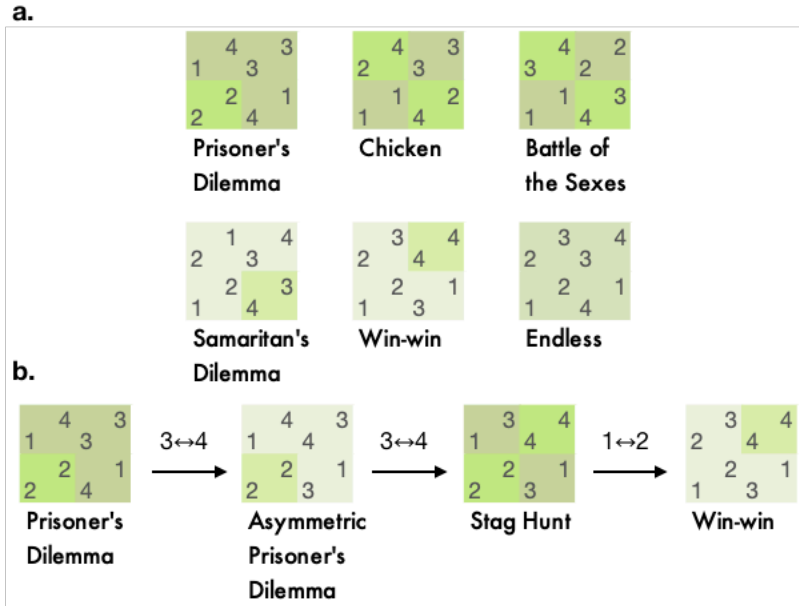 a.
4 3
1 3
2 1
2 4
Prisoner's
Dilemma
4 3
2 3
1 2
1 4
Chicken
4 2
3 2
1 3
1 4
Battle of
the Sexes
1 4
2 3
2 3
1 4
Samaritan's
Dilemma
3 4
2 4
2 1
1 3
Win-win
3 4
2 3
2 1
1 4
Endless
b.
4 3
1 3
2 1
2 4
Prisoner's
Dilemma
3↔4
4 3
1 4
2 1
2 3
Asymmetric
Prisoner's
Dilemma
3↔4
3 4
1 4
2 1
2 3
Stag Hunt
1↔2
3 4
2 4
2 1
1 3
Win-win